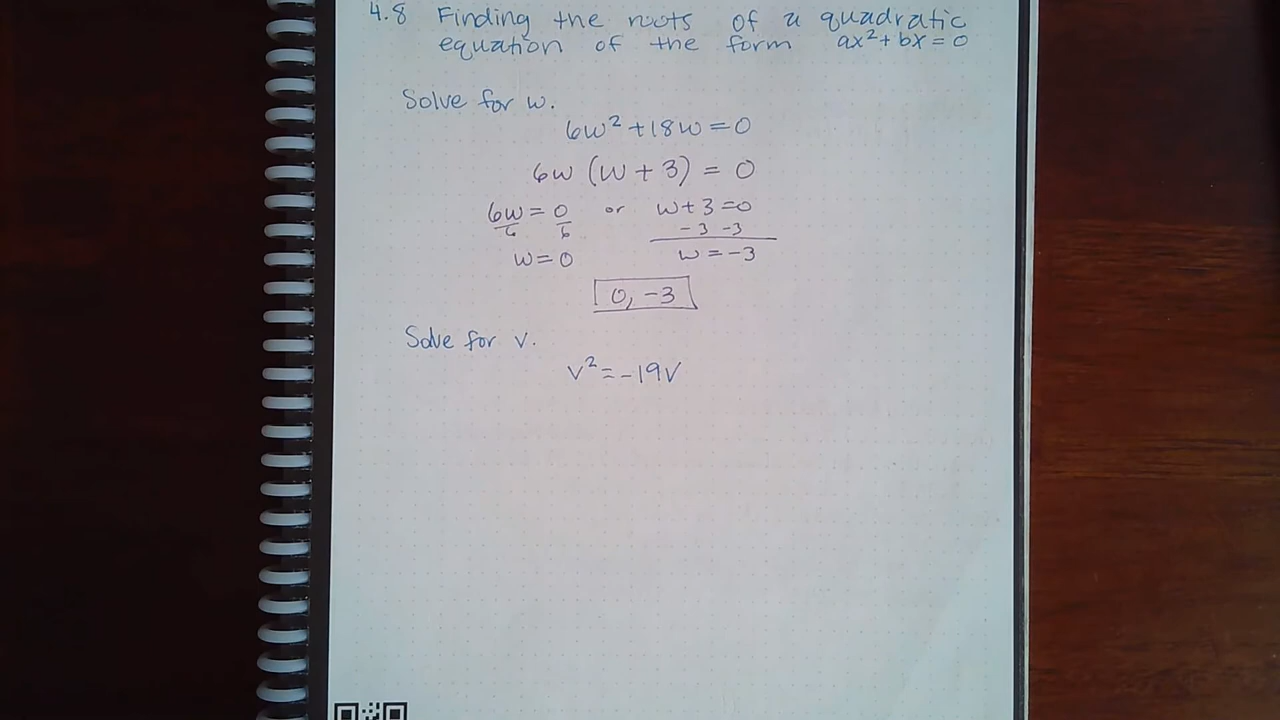 4.8 Finding the roots of a quadratic
equation of the form ax²+bx=0
Solve for w.
6w²+18w=0
6w (w+3) = 0
6w=0 or w+3=0
6 6 -3 -3
w=0 w=-3
0, -3
Solve for v.
v²=-19v